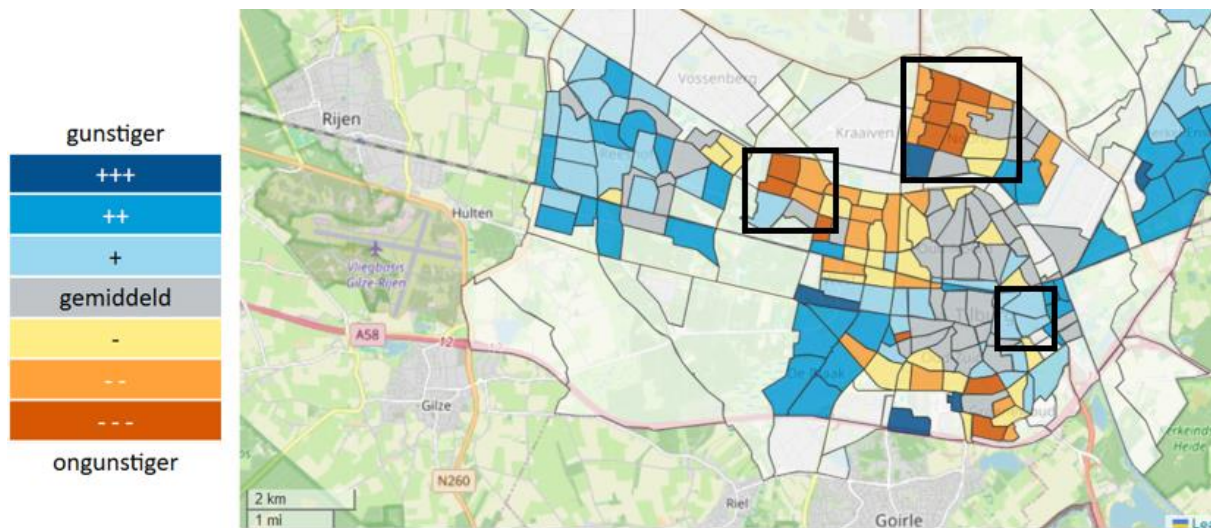 gunstiger
+++
++
+
gemiddeld
-
- -
- - -
ongunstiger
Vossenberg
Rijen
Kraaiven
Hulten
Vliegbasis
Gilze-Rijen
A58
12
De Blaak
Gilze
N260
Riel
Goirle
Kerkeinds
Heide
2 km
1 mi